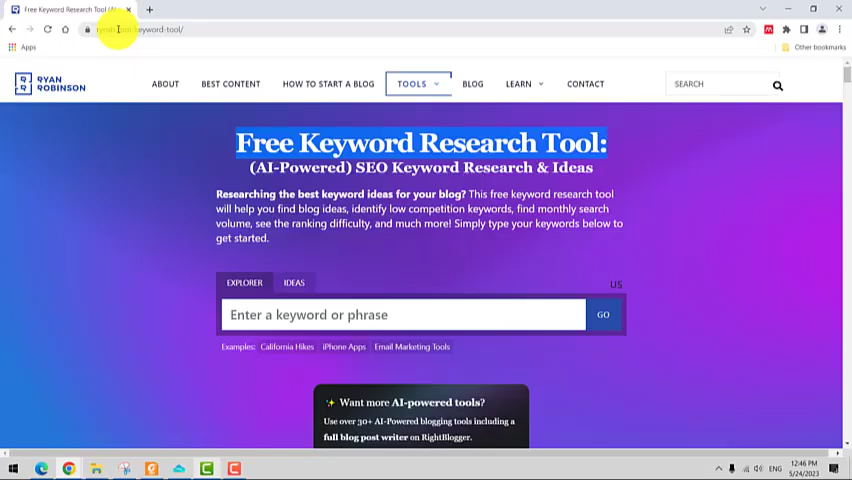 Free Keyword Research Tool (AI-
keyword-tool/
Apps
Other bookmarks
RYAN
ROBINSON
ABOUT
BEST CONTENT
HOW TO START A BLOG
TOOLS
BLOG
LEARN
CONTACT
SEARCH
Free Keyword Research Tool:
(AI-Powered) SEO Keyword Research & Ideas
Researching the best keyword ideas for your blog? This free keyword research tool
will help you find blog ideas, identify low competition keywords, find monthly search
volume, see the ranking difficulty, and much more! Simply type your keywords below to
get started.
EXPLORER
IDEAS
US
Enter a keyword or phrase
GO
Examples: California Hikes iPhone Apps Email Marketing Tools
Want more AI-powered tools?
Use over 30+ AI-Powered blogging tools including a
full blog post writer on RightBlogger.
ENG
12:46 PM
5/24/2023